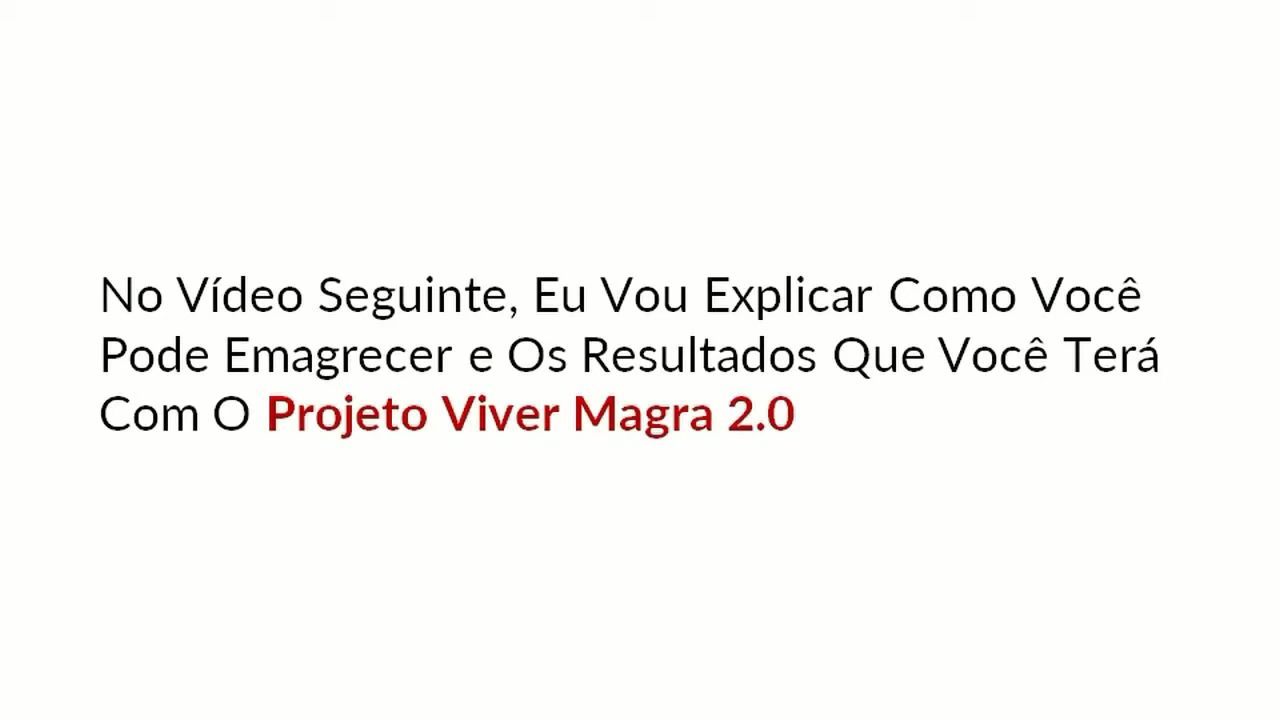 No Vídeo Seguinte, Eu Vou Explicar Como Você
Pode Emagrecer e Os Resultados Que Você Terá
Com O Projeto Viver Magra 2.0